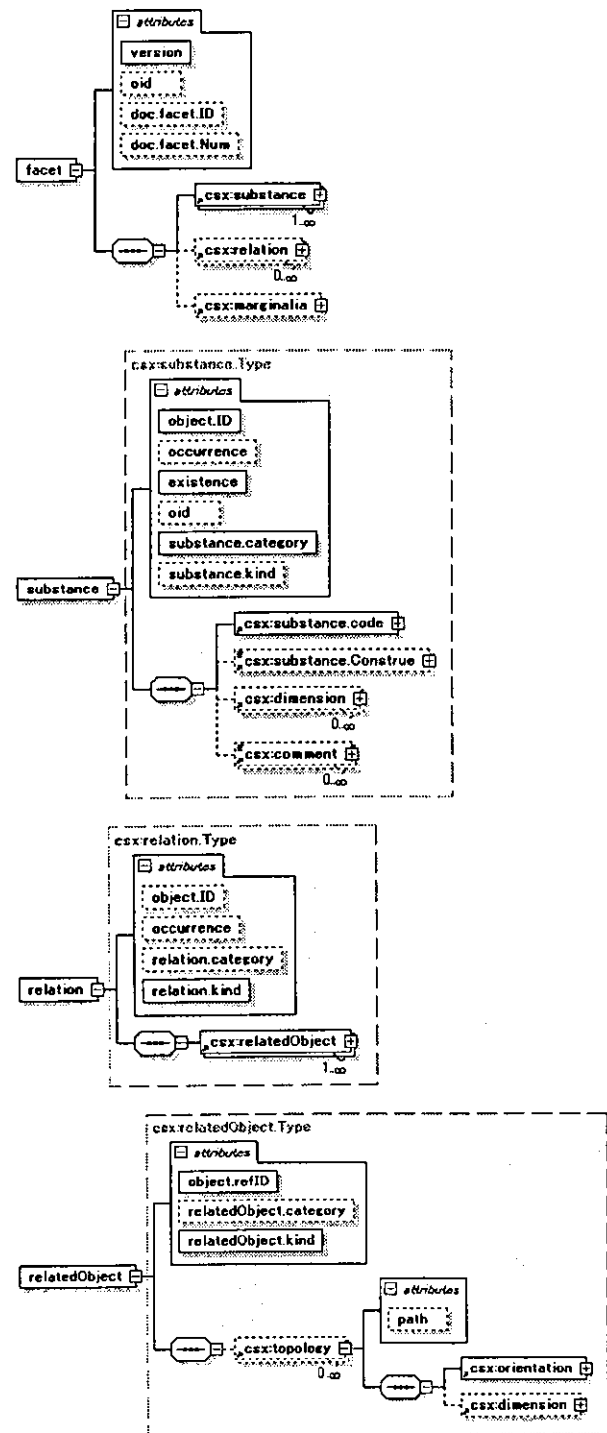 attributes
version
oid
doc.facet.ID
doc.facet.Num
facet
csx:substance
1..∞
csx:relation
0..∞
csx:marginalia
csx:substance.Type
attributes
object.ID
occurrence
existence
oid
substance.category
substance.kind
substance
csx:substance.code
csx:substance.Construe
csx:dimension
0..∞
csx:comment
0..∞
csx:relation.Type
attributes
object.ID
occurrence
relation.category
relation.kind
relation
csx:relatedObject
1..∞
csx:relatedObject.Type
attributes
object.refID
relatedObject.category
relatedObject.kind
relatedObject
attributes
path
csx:topology
0..∞
csx:orientation
csx:dimension